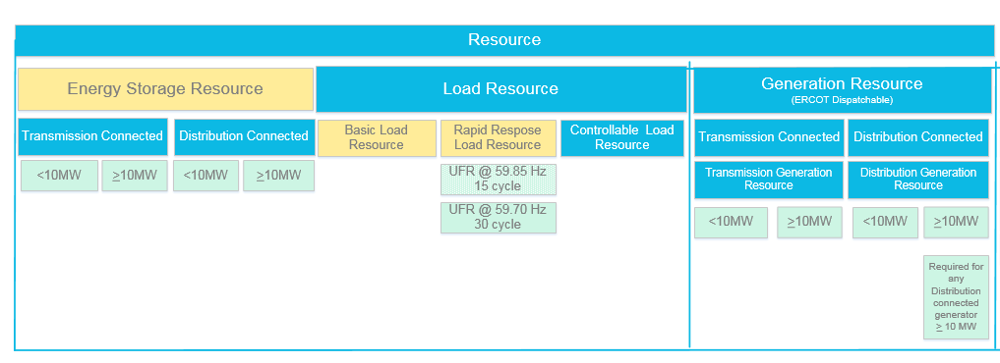 Resource
Energy Storage Resource
Load Resource
Generation Resource
(ERCOT Dispatchable)
Transmission Connected
Distribution Connected
Basic Load
Resource
Rapid Respose
Load Resource
Controllable Load
Resource
Transmission Connected
Distribution Connected
<10MW
≥10MW
<10MW
≥10MW
UFR @ 59.85 Hz
15 cycle
UFR @ 59.70 Hz
30 cycle
Transmission Generation
Resource
Distribution Generation
Resource
<10MW
≥10MW
<10MW
≥10MW
Required for
any
Distribution
connected
generator
≥ 10 MW